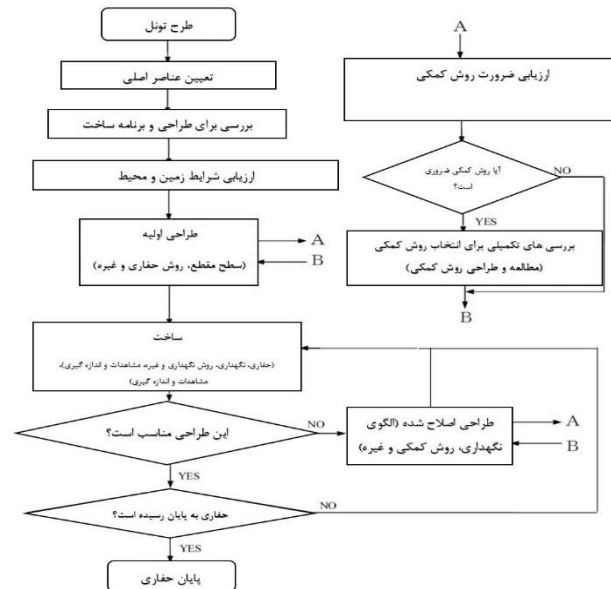 طرح تونل
تعیین عناصر اصلی
بررسی برای طراحی و برنامه ساخت
ارزیابی شرایط زمین و محیط
طراحی اولیه
(سطح مقطع، روش حفاری و غیره)
A
B
ساخت
(حفاری، نگهداری، روش نگهداری و غیره، مشاهدات و اندازه گیری)،
مشاهدات و اندازه گیری)
این طراحی مناسب است؟
NO
طراحی اصلاح شده (الگوی
نگهداری، روش کمکی و غیره)
A
B
YES
حفاری به پایان رسیده است؟
NO
YES
پایان حفاری
A
ارزیابی ضرورت روش کمکی
آیا روش کمکی ضروری
است؟
NO
YES
بررسی های تکمیلی برای انتخاب روش کمکی
(مطالعه و طراحی روش کمکی)
B